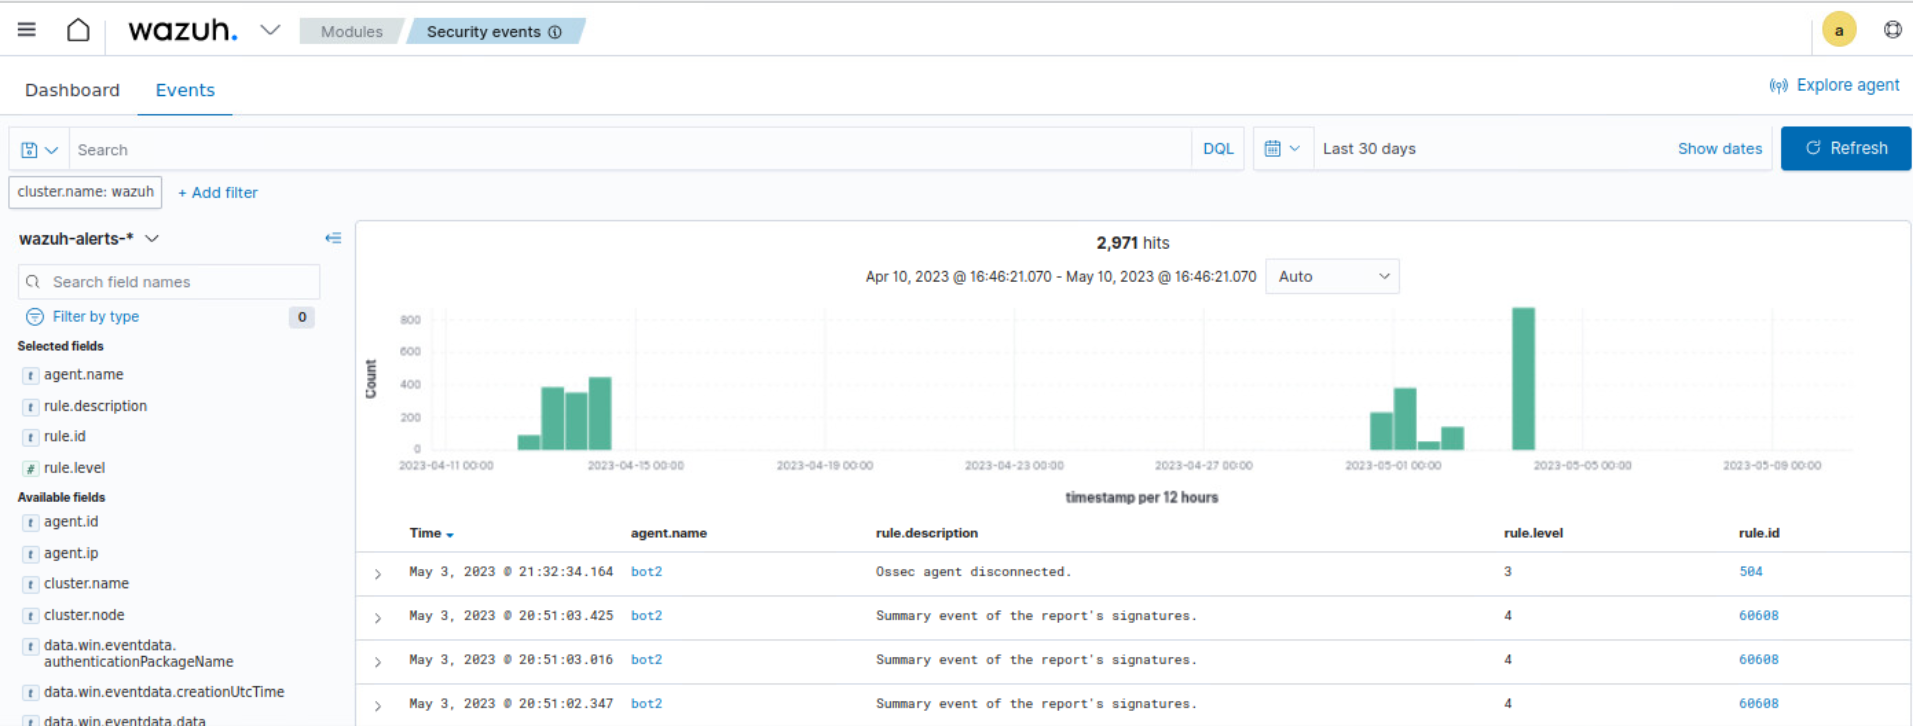 wazuh. Modules Security events a
Dashboard Events Explore agent
Search DQL Last 30 days Show dates Refresh
cluster.name: wazuh + Add filter
wazuh-alerts-*
Search field names
Filter by type 0
Selected fields
t agent.name
t rule.description
t rule.id
# rule.level
Available fields
t agent.id
t agent.ip
t cluster.name
t cluster.node
t data.win.eventdata.
authenticationPackageName
t data.win.eventdata.creationUtcTime
t data.win.eventdata.data
2,971 hits
Apr 10, 2023 @ 16:46:21.070 - May 10, 2023 @ 16:46:21.070 Auto
Count
800
600
400
200
0
2023-04-11 00:00 2023-04-15 00:00 2023-04-19 00:00 2023-04-23 00:00 2023-04-27 00:00 2023-05-01 00:00 2023-05-05 00:00 2023-05-09 00:00
timestamp per 12 hours
Time agent.name rule.description rule.level rule.id
May 3, 2023 @ 21:32:34.164 bot2 Ossec agent disconnected. 3 504
May 3, 2023 @ 20:51:03.425 bot2 Summary event of the report's signatures. 4 60608
May 3, 2023 @ 20:51:03.016 bot2 Summary event of the report's signatures. 4 60608
May 3, 2023 @ 20:51:02.347 bot2 Summary event of the report's signatures. 4 60608